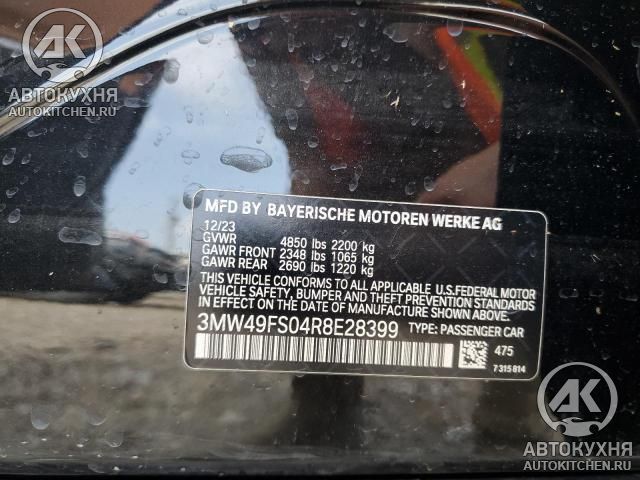 AK
АВТОКУХНЯ
AUTOKITCHEN.RU
MFD BY BAYERISCHE MOTOREN WERKE AG
12/23
GVWR 4850 lbs 2200 kg
GAWR FRONT 2348 lbs 1065 kg
GAWR REAR 2690 lbs 1220 kg
THIS VEHICLE CONFORMS TO ALL APPLICABLE U.S.FEDERAL MOTOR
VEHICLE SAFETY, BUMPER AND THEFT PREVENTION STANDARDS
IN EFFECT ON THE DATE OF MANUFACTURE SHOWN ABOVE.
3MW49FS04R8E28399 TYPE: PASSENGER CAR
475
7 315 814
AK
АВТОКУХНЯ
AUTOKITCHEN.RU